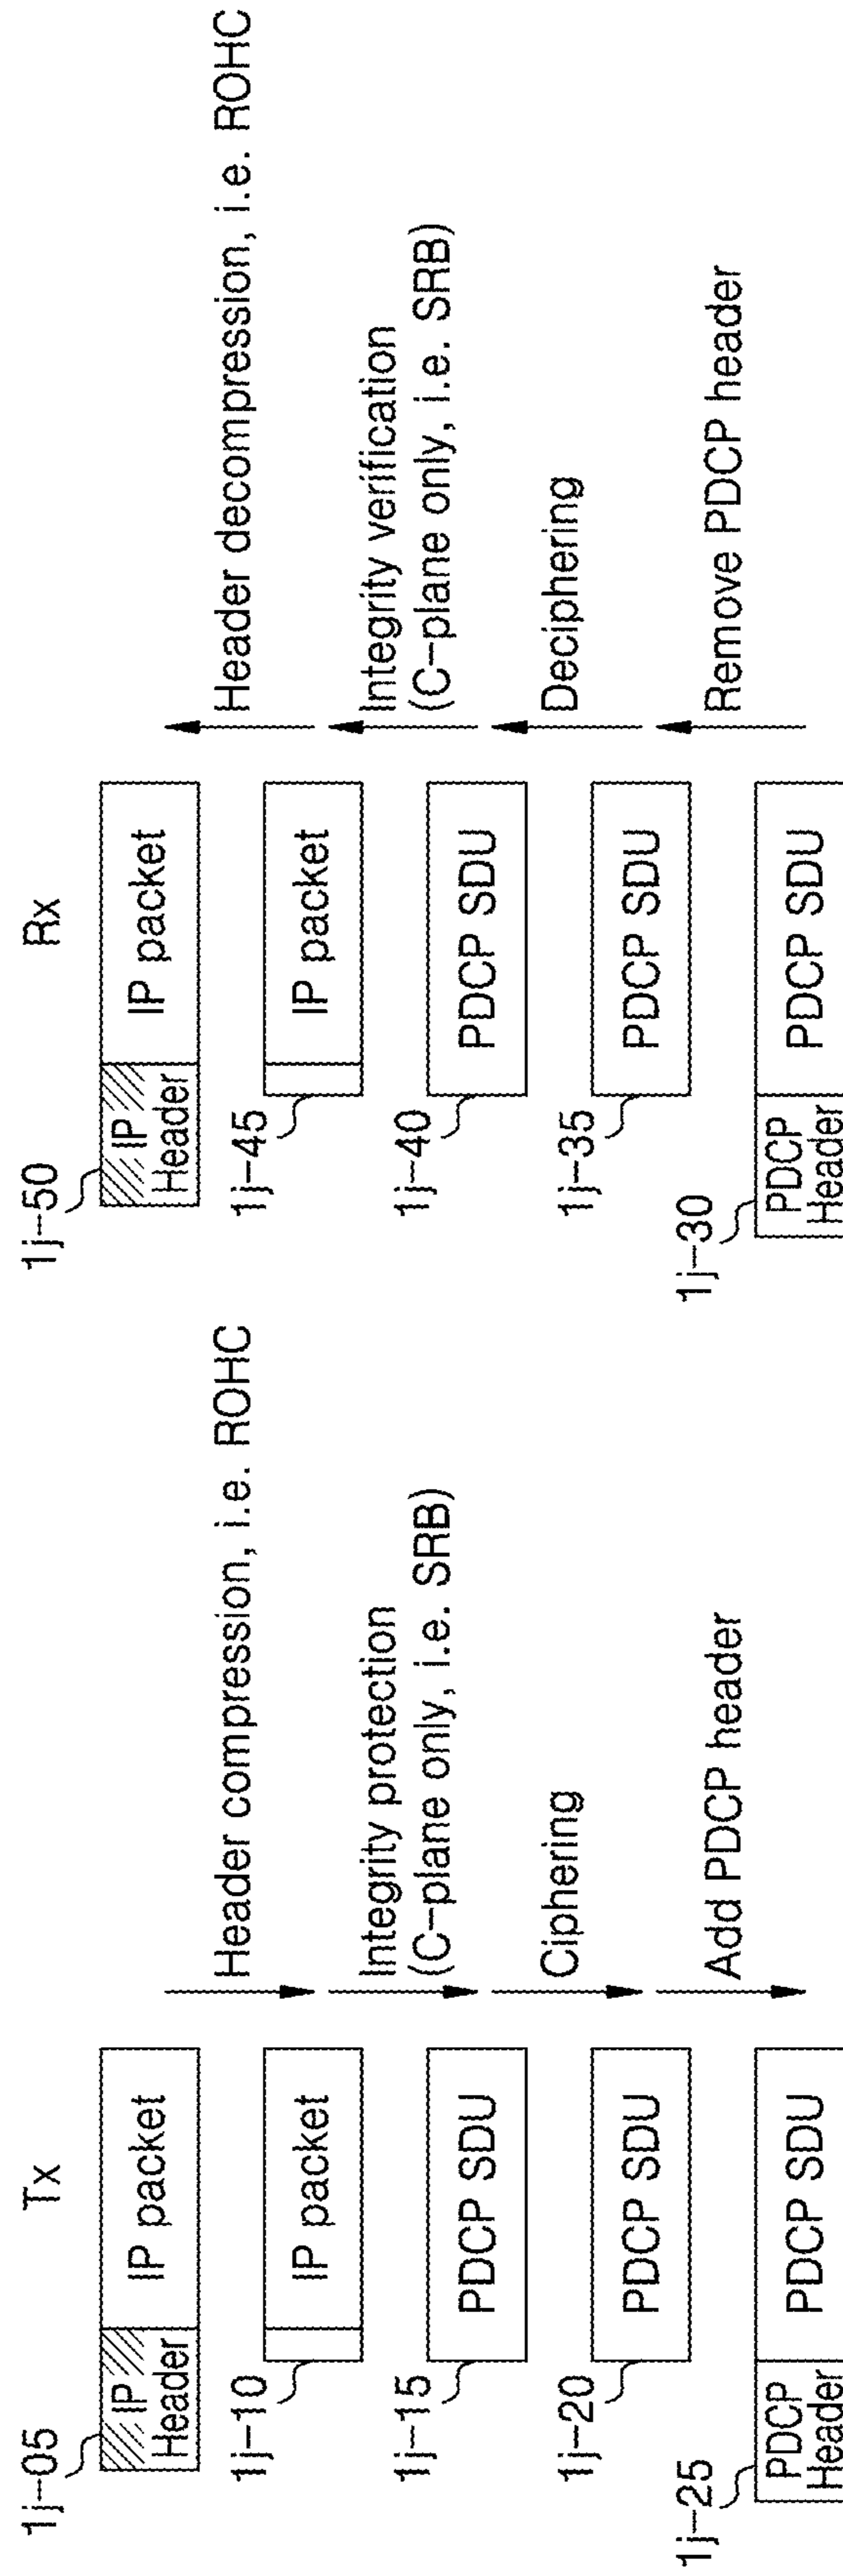 Tx
1j-05
IP
Header
IP packet
Header compression, i.e. ROHC
1j-10
IP packet
Integrity protection
(C-plane only, i.e. SRB)
1j-15
PDCP SDU
Ciphering
1j-20
PDCP SDU
Add PDCP header
1j-25
PDCP
Header
PDCP SDU
Rx
1j-50
IP
Header
IP packet
Header decompression, i.e. ROHC
1j-45
IP packet
Integrity verification
(C-plane only, i.e. SRB)
1j-40
PDCP SDU
Deciphering
1j-35
PDCP SDU
Remove PDCP header
1j-30
PDCP
Header
PDCP SDU